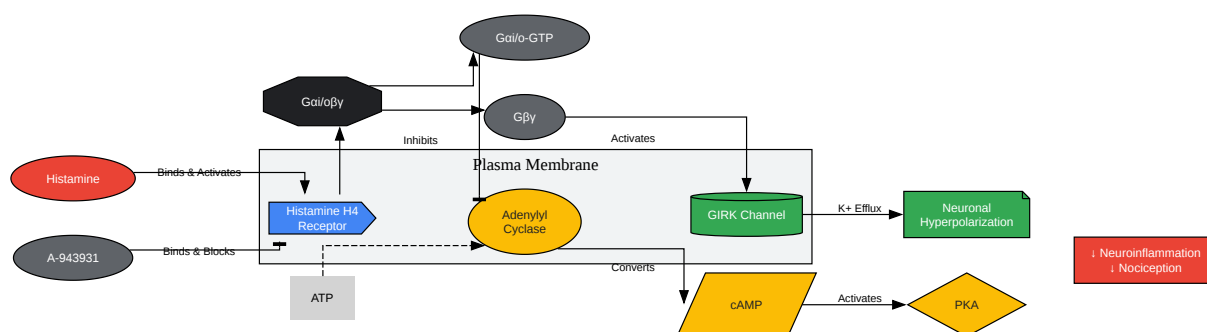 Gαi/o-GTP
Gαi/oβγ
Gβγ
Inhibits
Activates
Plasma Membrane
Histamine
Binds & Activates
Histamine H4
Receptor
Adenylyl
Cyclase
GIRK Channel
K+ Efflux
Neuronal
Hyperpolarization
A-943931
Binds & Blocks
Converts
↓ Neuroinflammation
↓ Nociception
ATP
cAMP
Activates
PKA